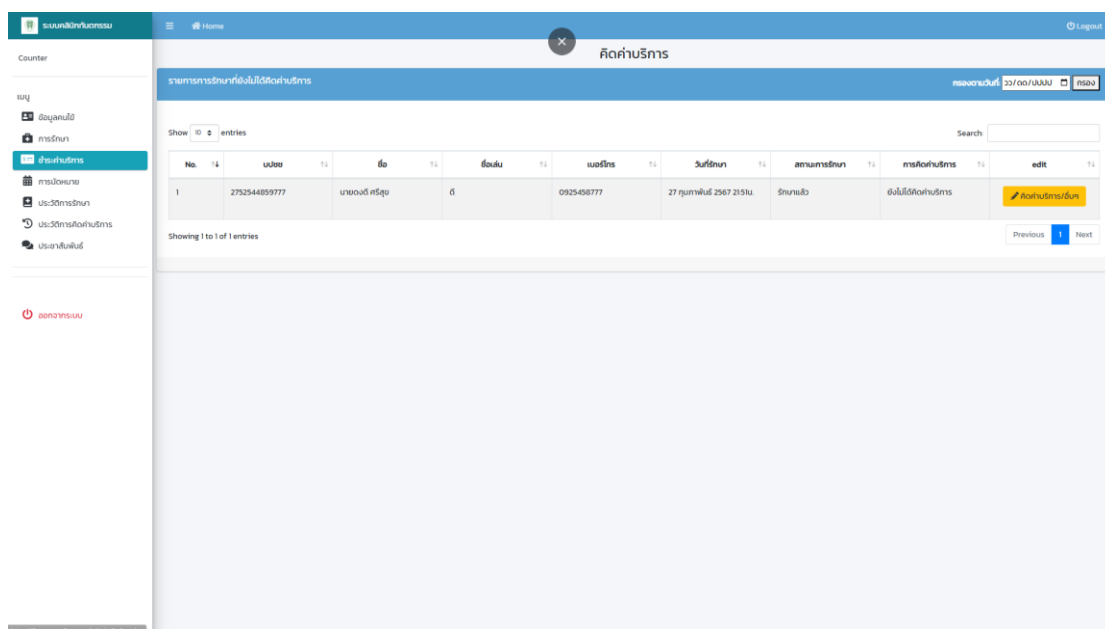 ระบบคลินิกทันตกรรม
Home
Logout
Counter
คิดค่าบริการ
รายการการรักษาที่ยังไม่ได้คิดค่าบริการ
กรองตามวันที่ วว/ดด/ปปปป กรอง
เมนู
ข้อมูลคนไข้
การรักษา
ชำระค่าบริการ
การนัดหมาย
ประวัติการรักษา
ประวัติการคิดค่าบริการ
ประชาสัมพันธ์
ออกจากระบบ
Show 10 entries
Search:
No. บปชช ชื่อ ชื่อเล่น เบอร์โทร วันที่รักษา สถานะการรักษา การคิดค่าบริการ edit
1 2752544859777 นายดงดี ศรีสุข ดี 0925458777 27 กุมภาพันธ์ 2567 21:51น. รักษาแล้ว ยังไม่ได้คิดค่าบริการ คิดค่าบริการ/อื่นๆ
Showing 1 to 1 of 1 entries
Previous 1 Next